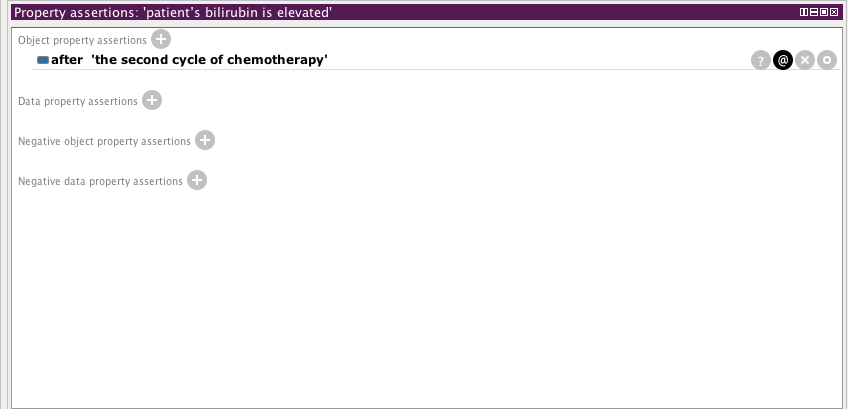 Property assertions: 'patient’s bilirubin is elevated'
Object property assertions
after 'the second cycle of chemotherapy'
? @
Data property assertions
Negative object property assertions
Negative data property assertions